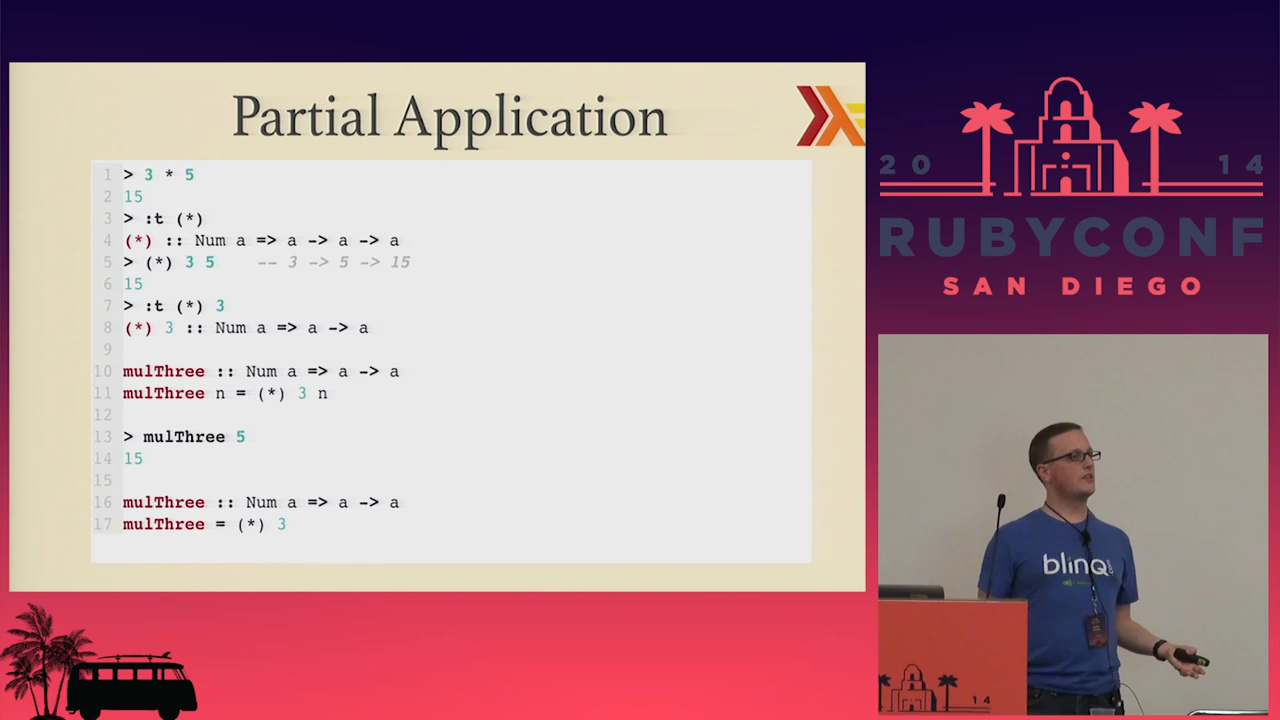 Partial Application
1 > 3 * 5
2 15
3 > :t (*)
4 (*) :: Num a => a -> a -> a
5 > (*) 3 5    -- 3 -> 5 -> 15
6 15
7 > :t (*) 3
8 (*) 3 :: Num a => a -> a
9
10 mulThree :: Num a => a -> a
11 mulThree n = (*) 3 n
12
13 > mulThree 5
14 15
15
16 mulThree :: Num a => a -> a
17 mulThree = (*) 3
20 14
RUBYCONF
SAN DIEGO
blinq
14